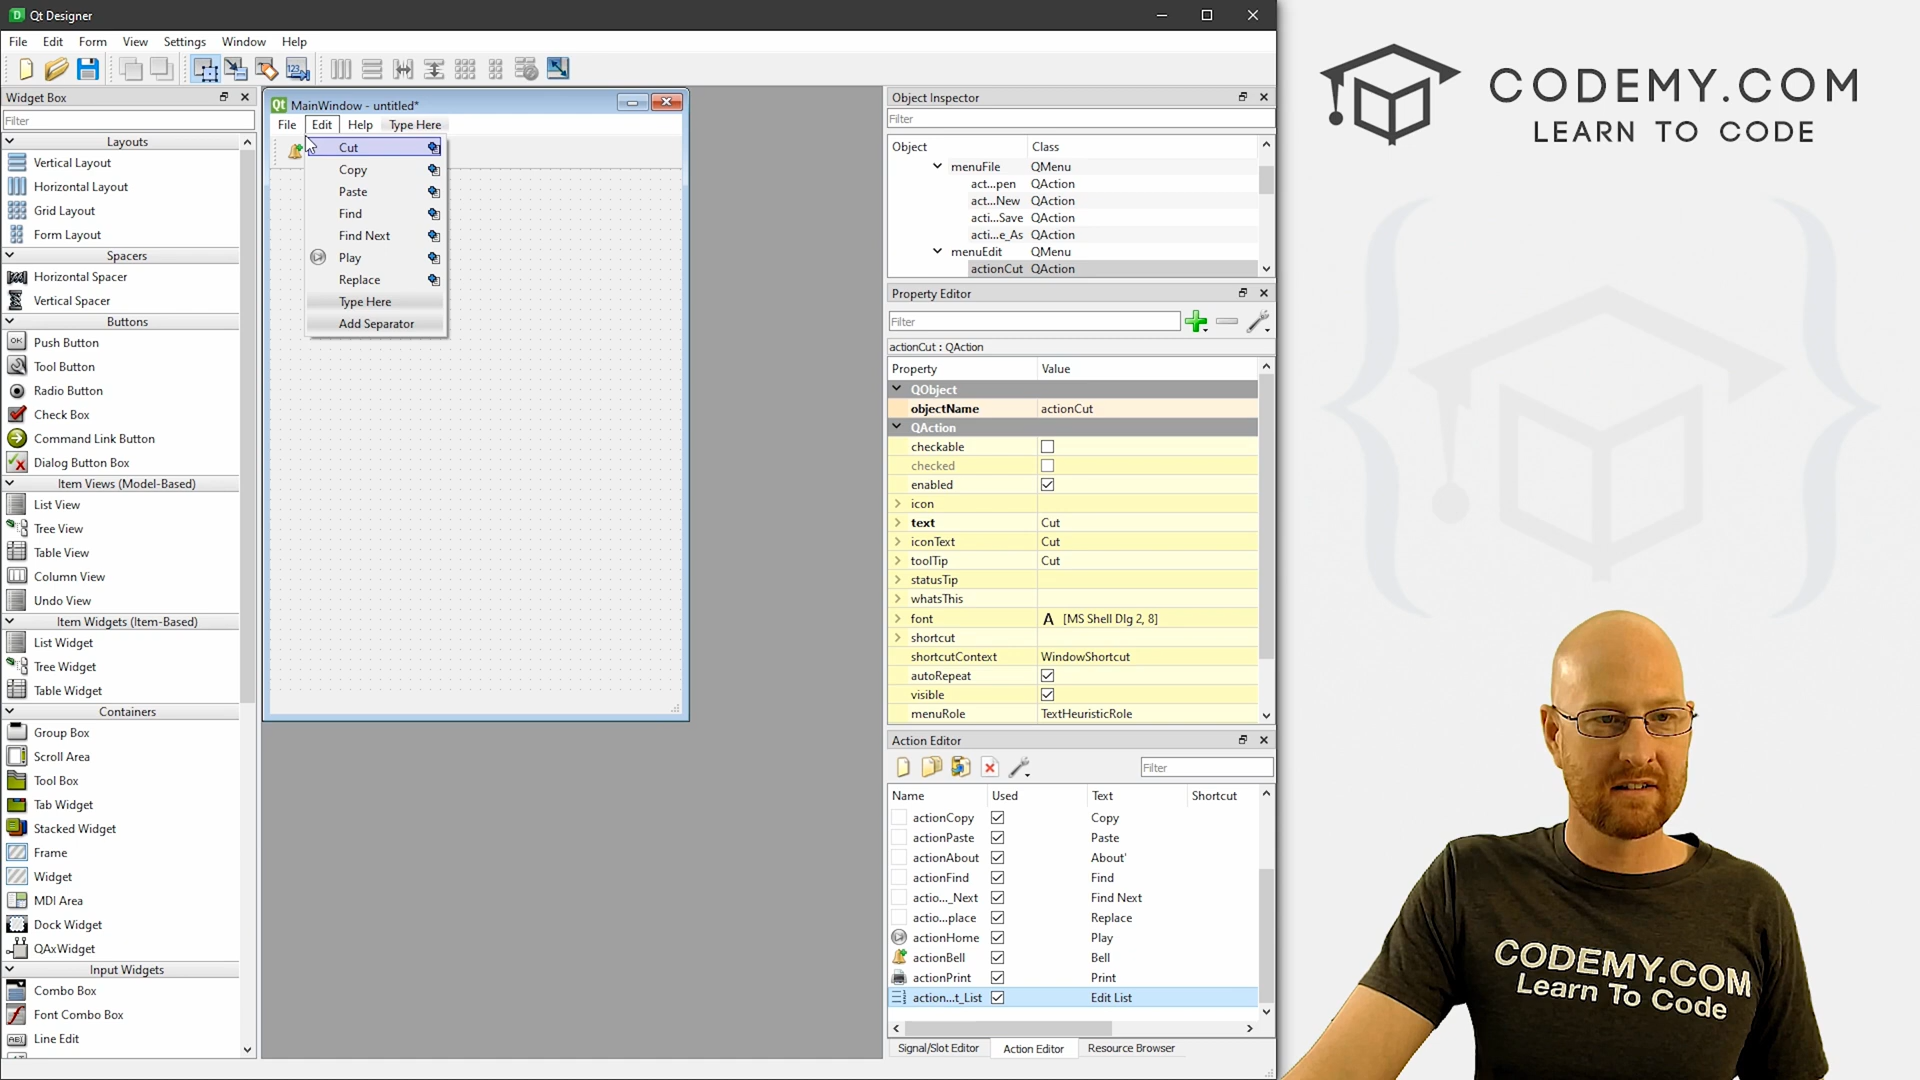 Qt Designer
File Edit Form View Settings Window Help
Widget Box
Filter
Layouts
Vertical Layout
Horizontal Layout
Grid Layout
Form Layout
Spacers
Horizontal Spacer
Vertical Spacer
Buttons
Push Button
Tool Button
Radio Button
Check Box
Command Link Button
Dialog Button Box
Item Views (Model-Based)
List View
Tree View
Table View
Column View
Undo View
Item Widgets (Item-Based)
List Widget
Tree Widget
Table Widget
Containers
Group Box
Scroll Area
Tool Box
Tab Widget
Stacked Widget
Frame
Widget
MDI Area
Dock Widget
QAxWidget
Input Widgets
Combo Box
Font Combo Box
Line Edit
MainWindow - untitled*
File Edit Help Type Here
Cut
Copy
Paste
Find
Find Next
Play
Replace
Type Here
Add Separator
Object Inspector
Filter
Object Class
menuFile QMenu
act...pen QAction
act...New QAction
acti...Save QAction
acti...e_As QAction
menuEdit QMenu
actionCut QAction
Property Editor
Filter
actionCut : QAction
Property Value
QObject
objectName actionCut
QAction
checkable
checked
enabled
icon
text Cut
iconText Cut
toolTip Cut
statusTip
whatsThis
font A [MS Shell Dlg 2, 8]
shortcut
shortcutContext WindowShortcut
autoRepeat
visible
menuRole TextHeuristicRole
Action Editor
Filter
Name Used Text Shortcut
actionCopy Copy
actionPaste Paste
actionAbout About'
actionFind Find
actio..._Next Find Next
actio...place Replace
actionHome Play
actionBell Bell
actionPrint Print
action...t_List Edit List
Signal/Slot Editor Action Editor Resource Browser
CODEMY.COM
LEARN TO CODE
CODEMY.COM
Learn To Code